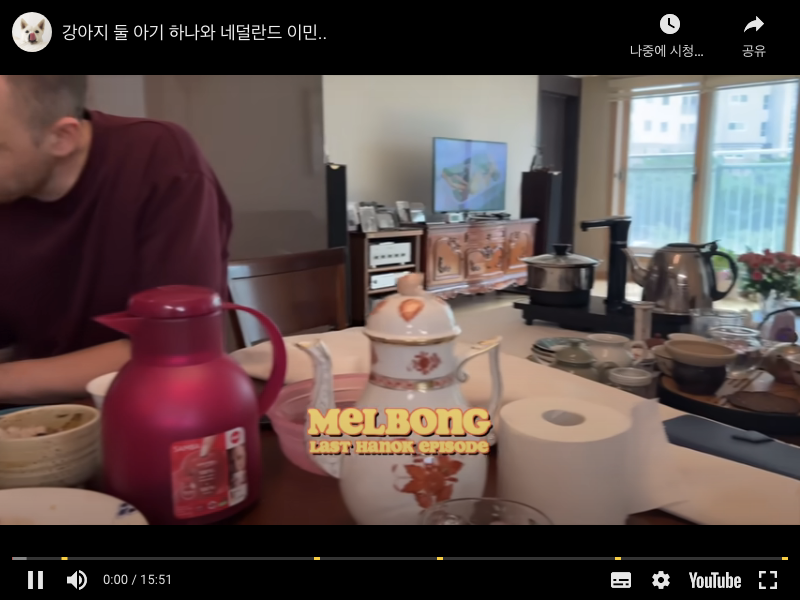 강아지 둘 아기 하나와 네덜란드 이민..
나중에 시청...
공유
MELBONG
LAST HANOK EPISODE
0:00 / 15:51
YouTube